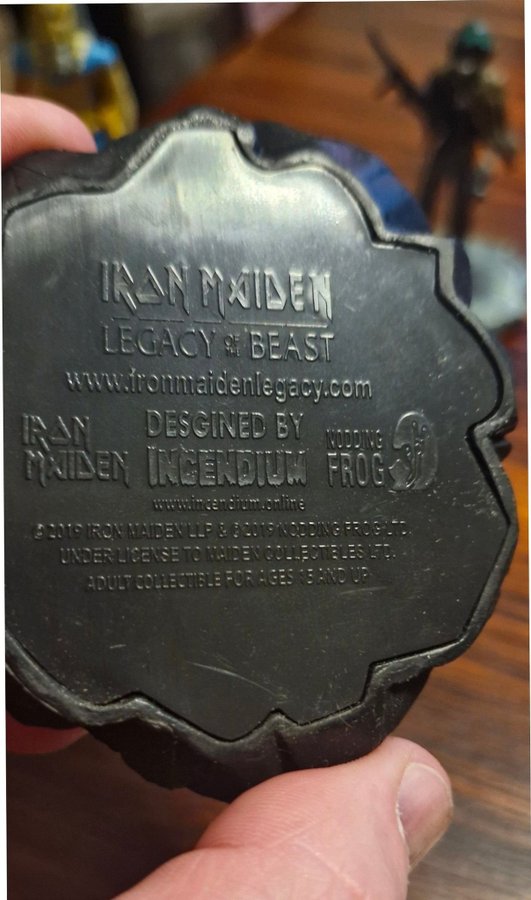 IRON MAIDEN
LEGACY OF THE BEAST
www.ironmaidenlegacy.com
IRON MAIDEN
DESGINED BY
INCENDIUM
NODDING FROG
www.incendium.online
©2019 IRON MAIDEN LLP & ©2019 NODDING FROG LTD.
UNDER LICENSE TO MAIDEN COLLECTIBLES LTD.
ADULT COLLECTIBLE FOR AGES 15 AND UP